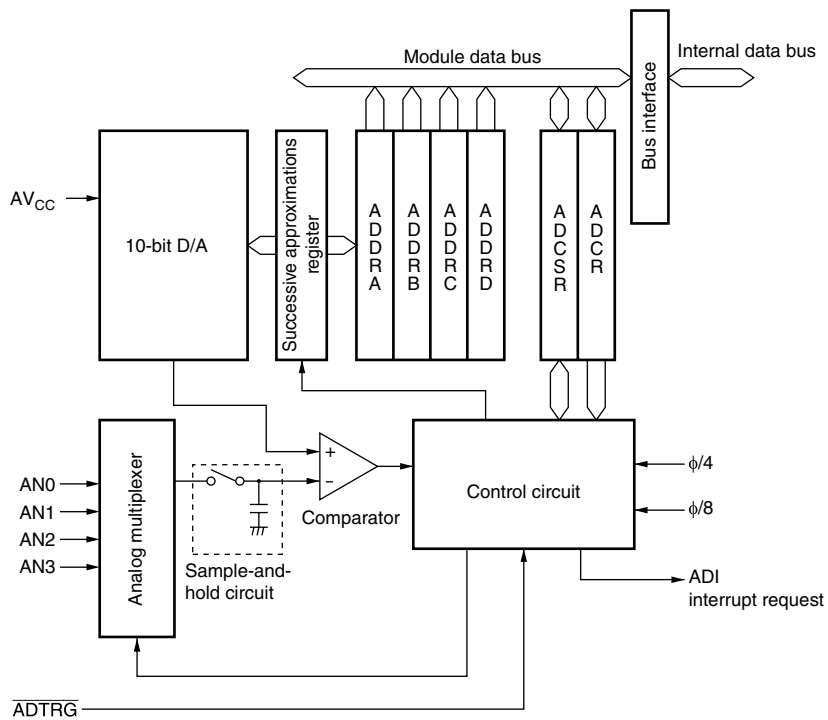 Module data bus
Internal data bus
Bus interface
AVCC
10-bit D/A
Successive approximations
register
ADDRA
ADDRB
ADDRC
ADDRD
ADCSR
ADCR
AN0
AN1
AN2
AN3
Analog multiplexer
Sample-and-
hold circuit
+
−
Comparator
Control circuit
ϕ/4
ϕ/8
ADI
interrupt request
ADTRG